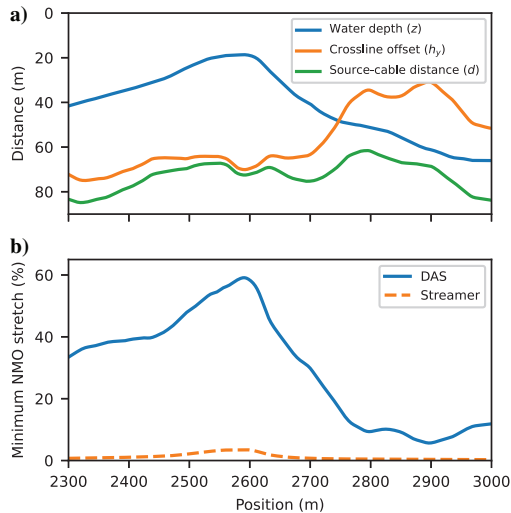 a)
0
20
40
60
80
Distance (m)
Water depth (z)
Crossline offset (h_y)
Source–cable distance (d)
b)
60
40
20
0
Minimum NMO stretch (%)
DAS
Streamer
2300 2400 2500 2600 2700 2800 2900 3000
Position (m)